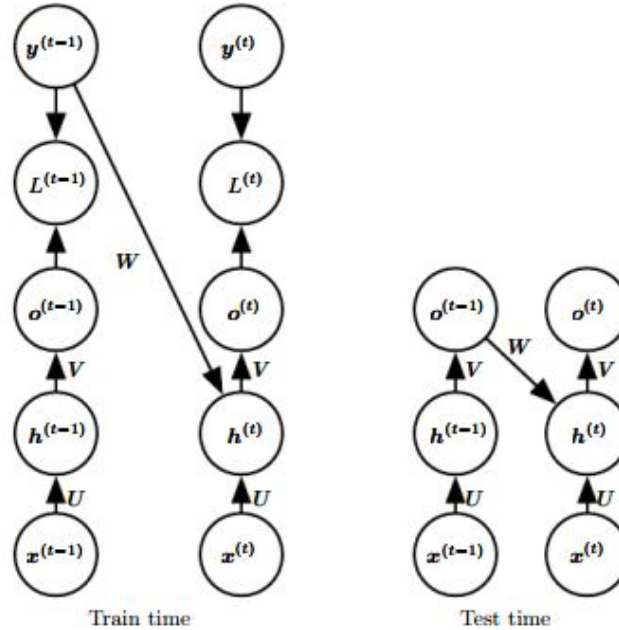 y^(t−1) y^(t)
L^(t−1) L^(t)
W
o^(t−1) o^(t) o^(t−1) o^(t)
W
V V V V
h^(t−1) h^(t) h^(t−1) h^(t)
U U U U
x^(t−1) x^(t) x^(t−1) x^(t)
Train time Test time